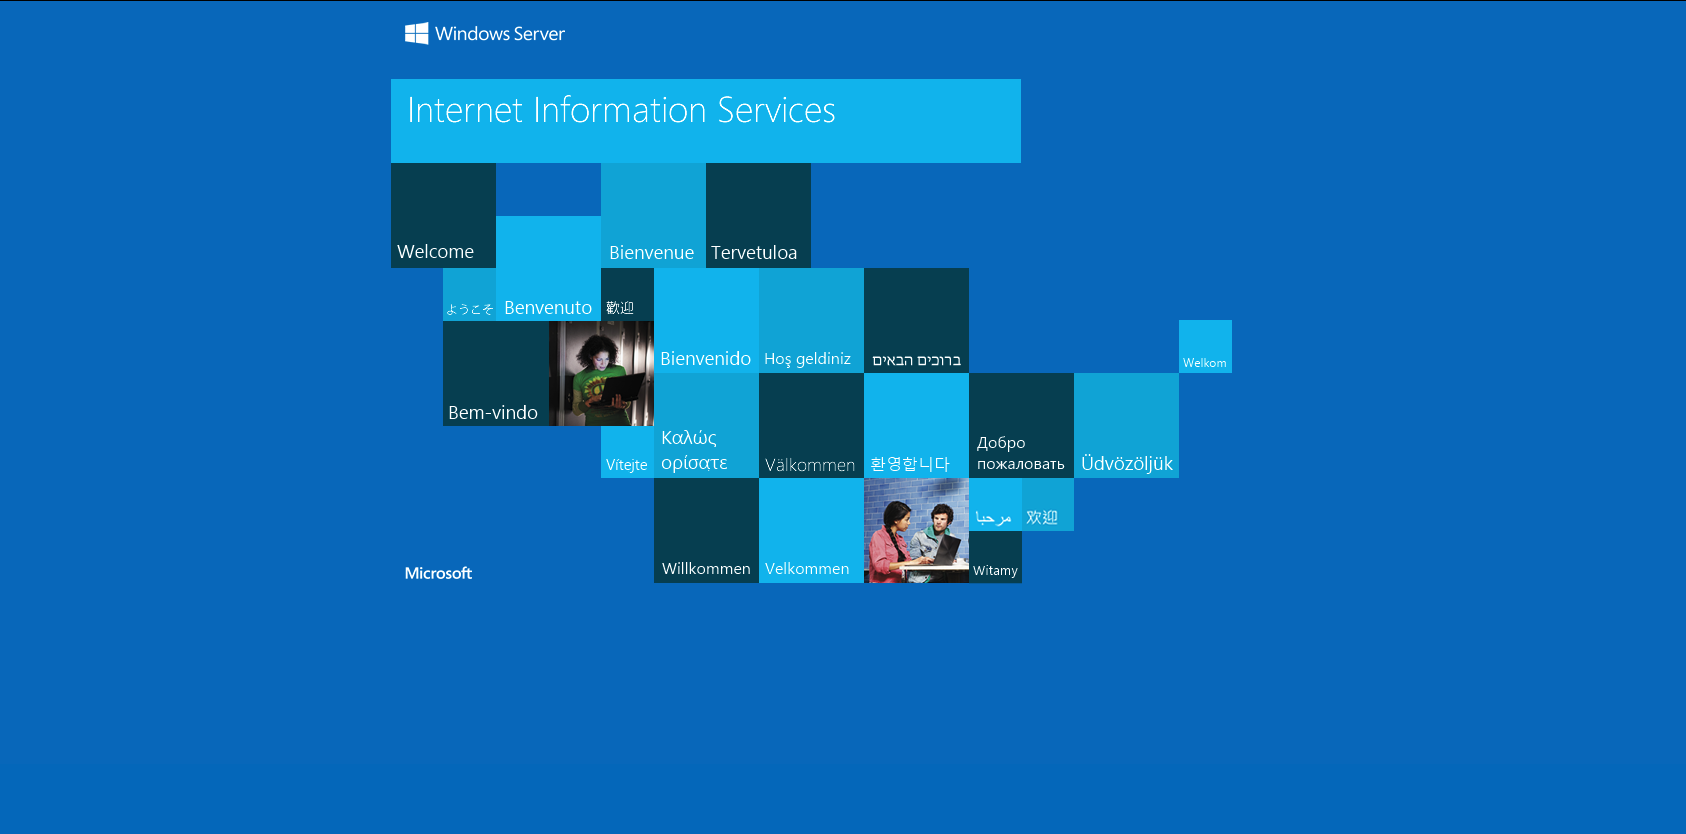 Windows Server
Internet Information Services
Welcome
Bienvenue
Tervetuloa
ようこそ
Benvenuto
歡迎
Bienvenido
Hoş geldiniz
ברוכים הבאים
Welkom
Bem-vindo
Vítejte
Καλώς
ορίσατε
Välkommen
환영합니다
Добро
пожаловать
Üdvözöljük
Willkommen
Velkommen
مرحبا
欢迎
Witamy
Microsoft